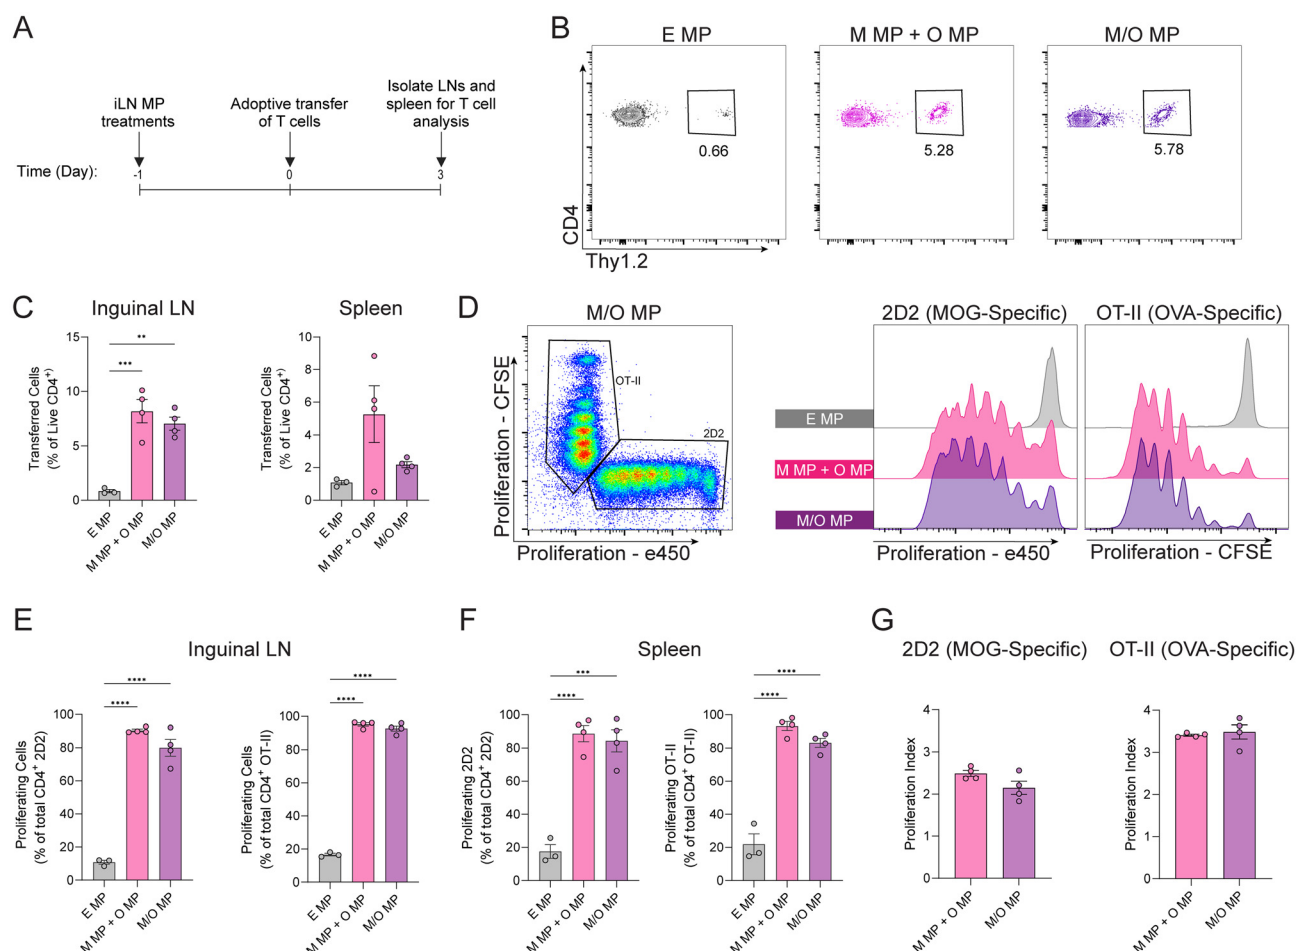 A
iLN MP
treatments
Adoptive transfer
of T cells
Isolate LNs and
spleen for T cell
analysis
Time (Day):
-1
0
3
B
E MP
M MP + O MP
M/O MP
0.66
5.28
5.78
CD4
Thy1.2
C
Inguinal LN
Transferred Cells
(% of Live CD4+)
15
10
5
0
**
***
E MP
M MP + O MP
M/O MP
Spleen
Transferred Cells
(% of Live CD4+)
10
8
6
4
2
0
E MP
M MP + O MP
M/O MP
D
M/O MP
OT-II
2D2
Proliferation - CFSE
Proliferation - e450
2D2 (MOG-Specific)
OT-II (OVA-Specific)
E MP
M MP + O MP
M/O MP
Proliferation - e450
Proliferation - CFSE
E
Inguinal LN
Proliferating Cells
(% of total CD4+ 2D2)
100
80
60
40
20
0
****
****
E MP
M MP + O MP
M/O MP
Proliferating Cells
(% of total CD4+ OT-II)
100
80
60
40
20
0
****
****
E MP
M MP + O MP
M/O MP
F
Spleen
Proliferating 2D2
(% of total CD4+ 2D2)
100
80
60
40
20
0
***
****
E MP
M MP + O MP
M/O MP
Proliferating OT-II
(% of total CD4+ OT-II)
100
80
60
40
20
0
****
****
E MP
M MP + O MP
M/O MP
G
2D2 (MOG-Specific)
Proliferation Index
4
3
2
1
0
M MP + O MP
M/O MP
OT-II (OVA-Specific)
Proliferation Index
4
3
2
1
0
M MP + O MP
M/O MP